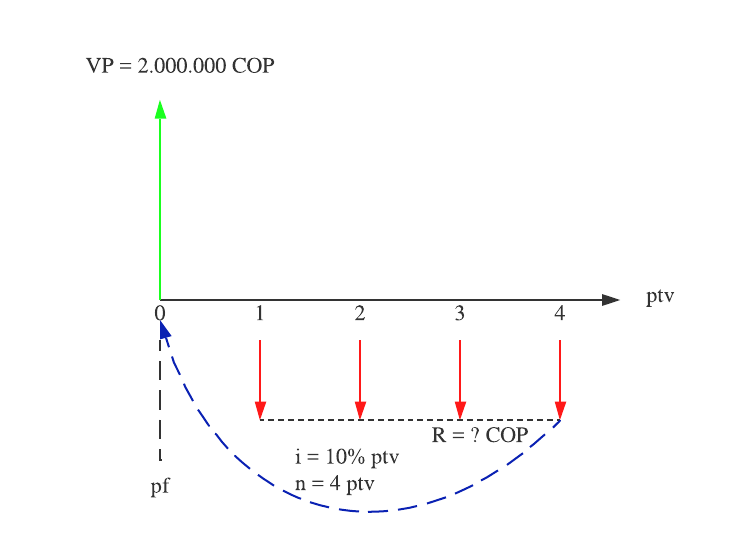 VP = 2.000.000 COP
ptv
0 1 2 3 4
R = ? COP
i = 10% ptv
n = 4 ptv
pf